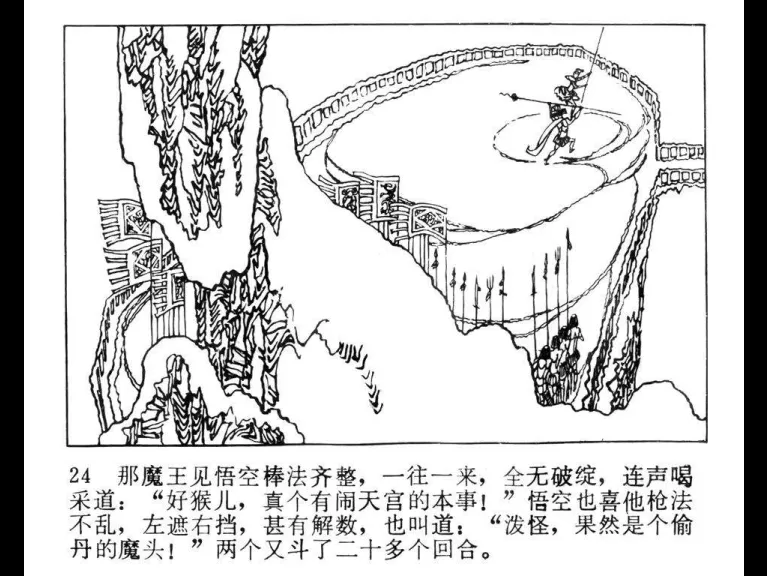 24 那魔王见悟空棒法齐整，一往一来，全无破绽，连声喝
采道：“好猴儿，真个有闹天宫的本事！”悟空也喜他枪法
不乱，左遮右挡，甚有解数，也叫道：“泼怪，果然是个偷
丹的魔头！”两个又斗了二十多个回合。